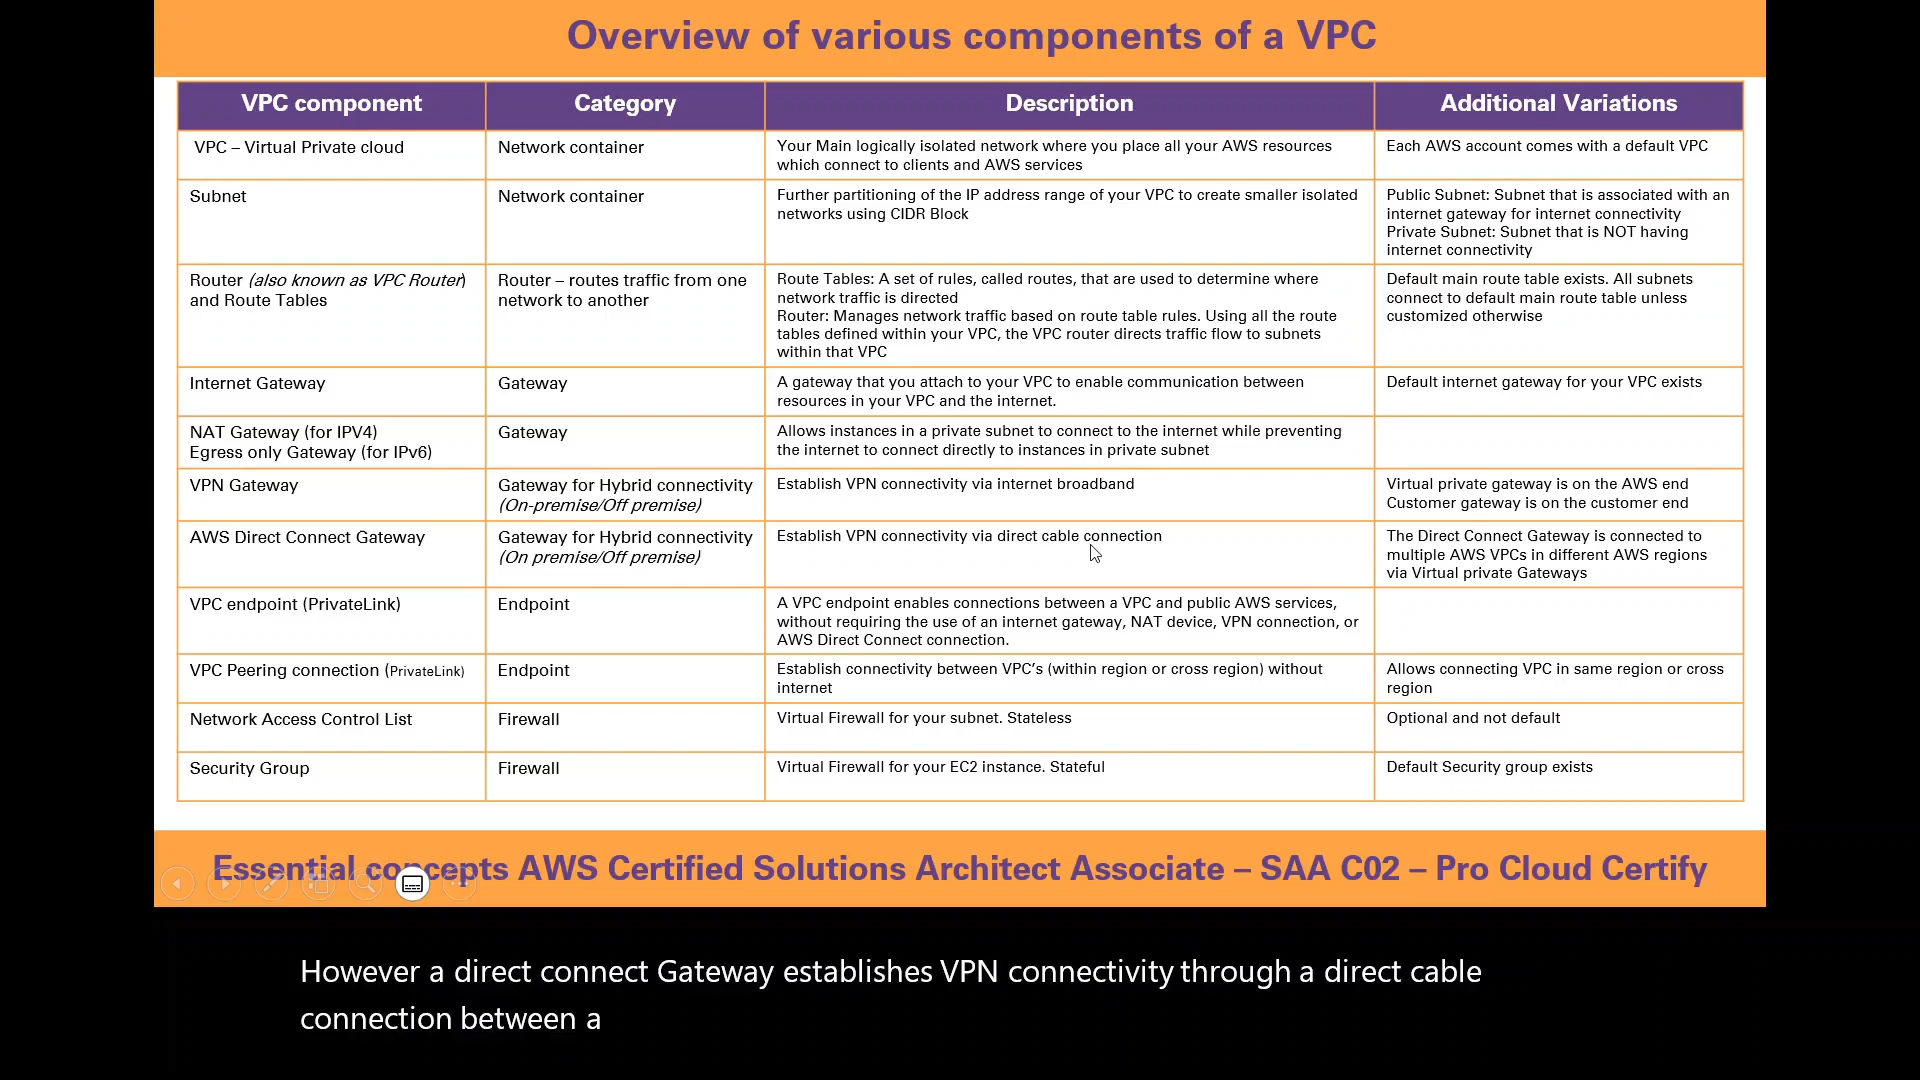 Overview of various components of a VPC
VPC component
Category
Description
Additional Variations
VPC – Virtual Private cloud
Network container
Your Main logically isolated network where you place all your AWS resources
which connect to clients and AWS services
Each AWS account comes with a default VPC
Subnet
Network container
Further partitioning of the IP address range of your VPC to create smaller isolated
networks using CIDR Block
Public Subnet: Subnet that is associated with an
internet gateway for internet connectivity
Private Subnet: Subnet that is NOT having
internet connectivity
Router (also known as VPC Router)
and Route Tables
Router – routes traffic from one
network to another
Route Tables: A set of rules, called routes, that are used to determine where
network traffic is directed
Router: Manages network traffic based on route table rules. Using all the route
tables defined within your VPC, the VPC router directs traffic flow to subnets
within that VPC
Default main route table exists. All subnets
connect to default main route table unless
customized otherwise
Internet Gateway
Gateway
A gateway that you attach to your VPC to enable communication between
resources in your VPC and the internet.
Default internet gateway for your VPC exists
NAT Gateway (for IPV4)
Egress only Gateway (for IPv6)
Gateway
Allows instances in a private subnet to connect to the internet while preventing
the internet to connect directly to instances in private subnet
VPN Gateway
Gateway for Hybrid connectivity
(On-premise/Off premise)
Establish VPN connectivity via internet broadband
Virtual private gateway is on the AWS end
Customer gateway is on the customer end
AWS Direct Connect Gateway
Gateway for Hybrid connectivity
(On premise/Off premise)
Establish VPN connectivity via direct cable connection
The Direct Connect Gateway is connected to
multiple AWS VPCs in different AWS regions
via Virtual private Gateways
VPC endpoint (PrivateLink)
Endpoint
A VPC endpoint enables connections between a VPC and public AWS services,
without requiring the use of an internet gateway, NAT device, VPN connection, or
AWS Direct Connect connection.
VPC Peering connection (PrivateLink)
Endpoint
Establish connectivity between VPC’s (within region or cross region) without
internet
Allows connecting VPC in same region or cross
region
Network Access Control List
Firewall
Virtual Firewall for your subnet. Stateless
Optional and not default
Security Group
Firewall
Virtual Firewall for your EC2 instance. Stateful
Default Security group exists
Essential concepts AWS Certified Solutions Architect Associate – SAA C02 – Pro Cloud Certify
However a direct connect Gateway establishes VPN connectivity through a direct cable
connection between a